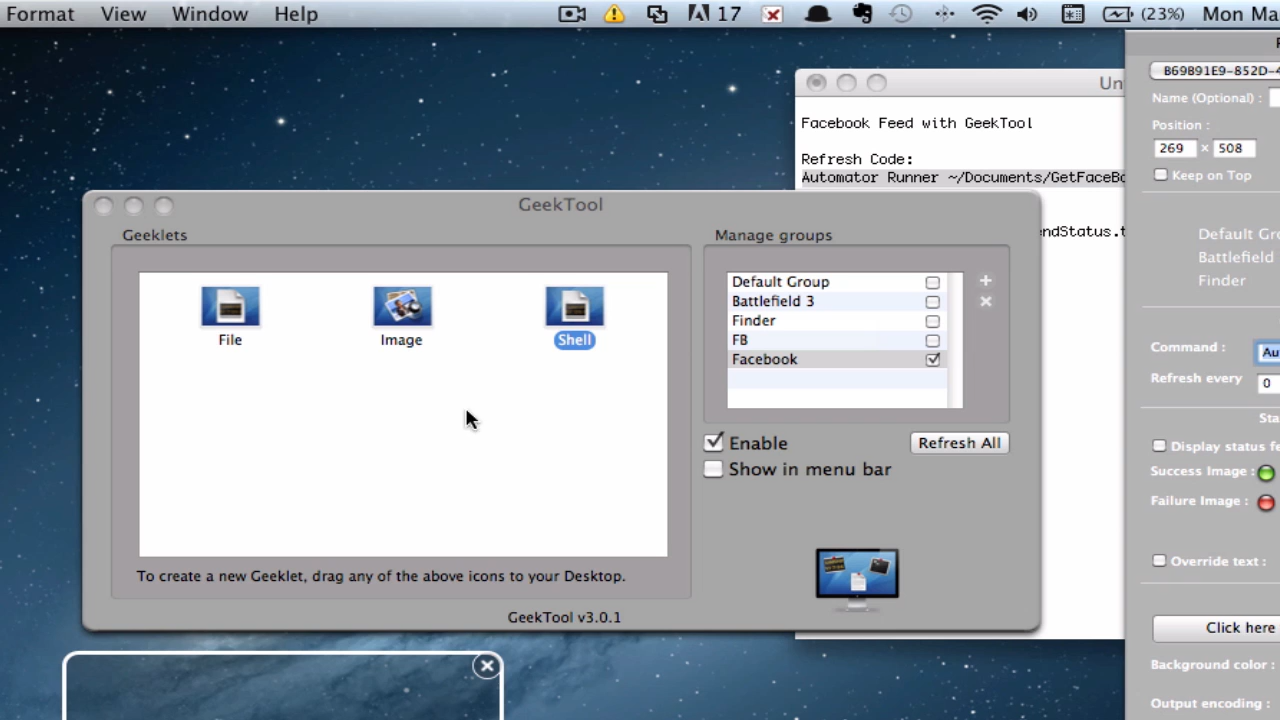 Format View Window Help 17 (23%) Mon Ma
Un
Facebook Feed with GeekTool
Refresh Code:
Automator Runner ~/Documents/GetFaceBo
endStatus.t
GeekTool
Geeklets
File
Image
Shell
To create a new Geeklet, drag any of the above icons to your Desktop.
Manage groups
Default Group
Battlefield 3
Finder
FB
Facebook
Enable
Refresh All
Show in menu bar
GeekTool v3.0.1
B69B91E9-852D-4
Name (Optional) :
Position :
269 × 508
Keep on Top
Default Gro
Battlefield
Finder
Command : Au
Refresh every 0
Sta
Display status fe
Success Image :
Failure Image :
Override text :
Click here
Background color :
Output encoding :